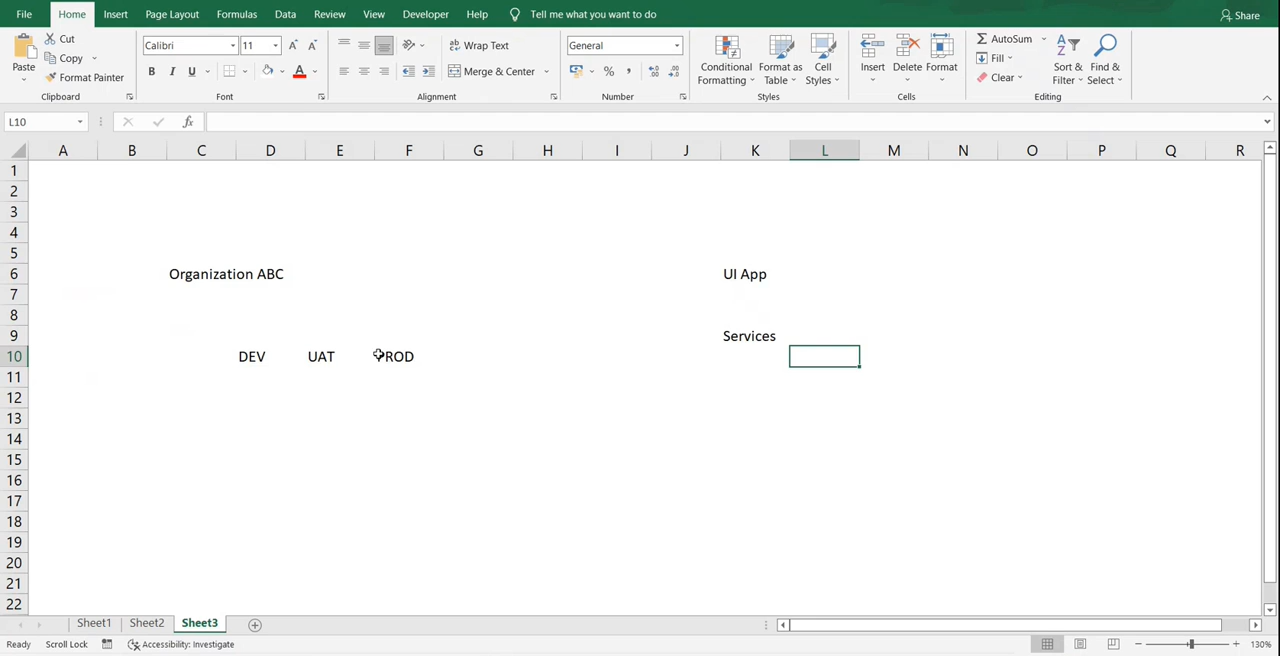 File Home Insert Page Layout Formulas Data Review View Developer Help Tell me what you want to do Share
Paste
Cut
Copy
Format Painter
Clipboard
Calibri 11
B I U
Font
Wrap Text
Merge & Center
Alignment
General
%
Number
Conditional Formatting
Format as Table
Cell Styles
Styles
Insert
Delete
Format
Cells
AutoSum
Fill
Clear
Sort & Filter
Find & Select
Editing
L10 fx
A B C D E F G H I J K L M N O P Q R
1
2
3
4
5
6 Organization ABC UI App
7
8
9 Services
10 DEV UAT PROD
11
12
13
14
15
16
17
18
19
20
21
22
Sheet1 Sheet2 Sheet3
Ready Scroll Lock Accessibility: Investigate 130%